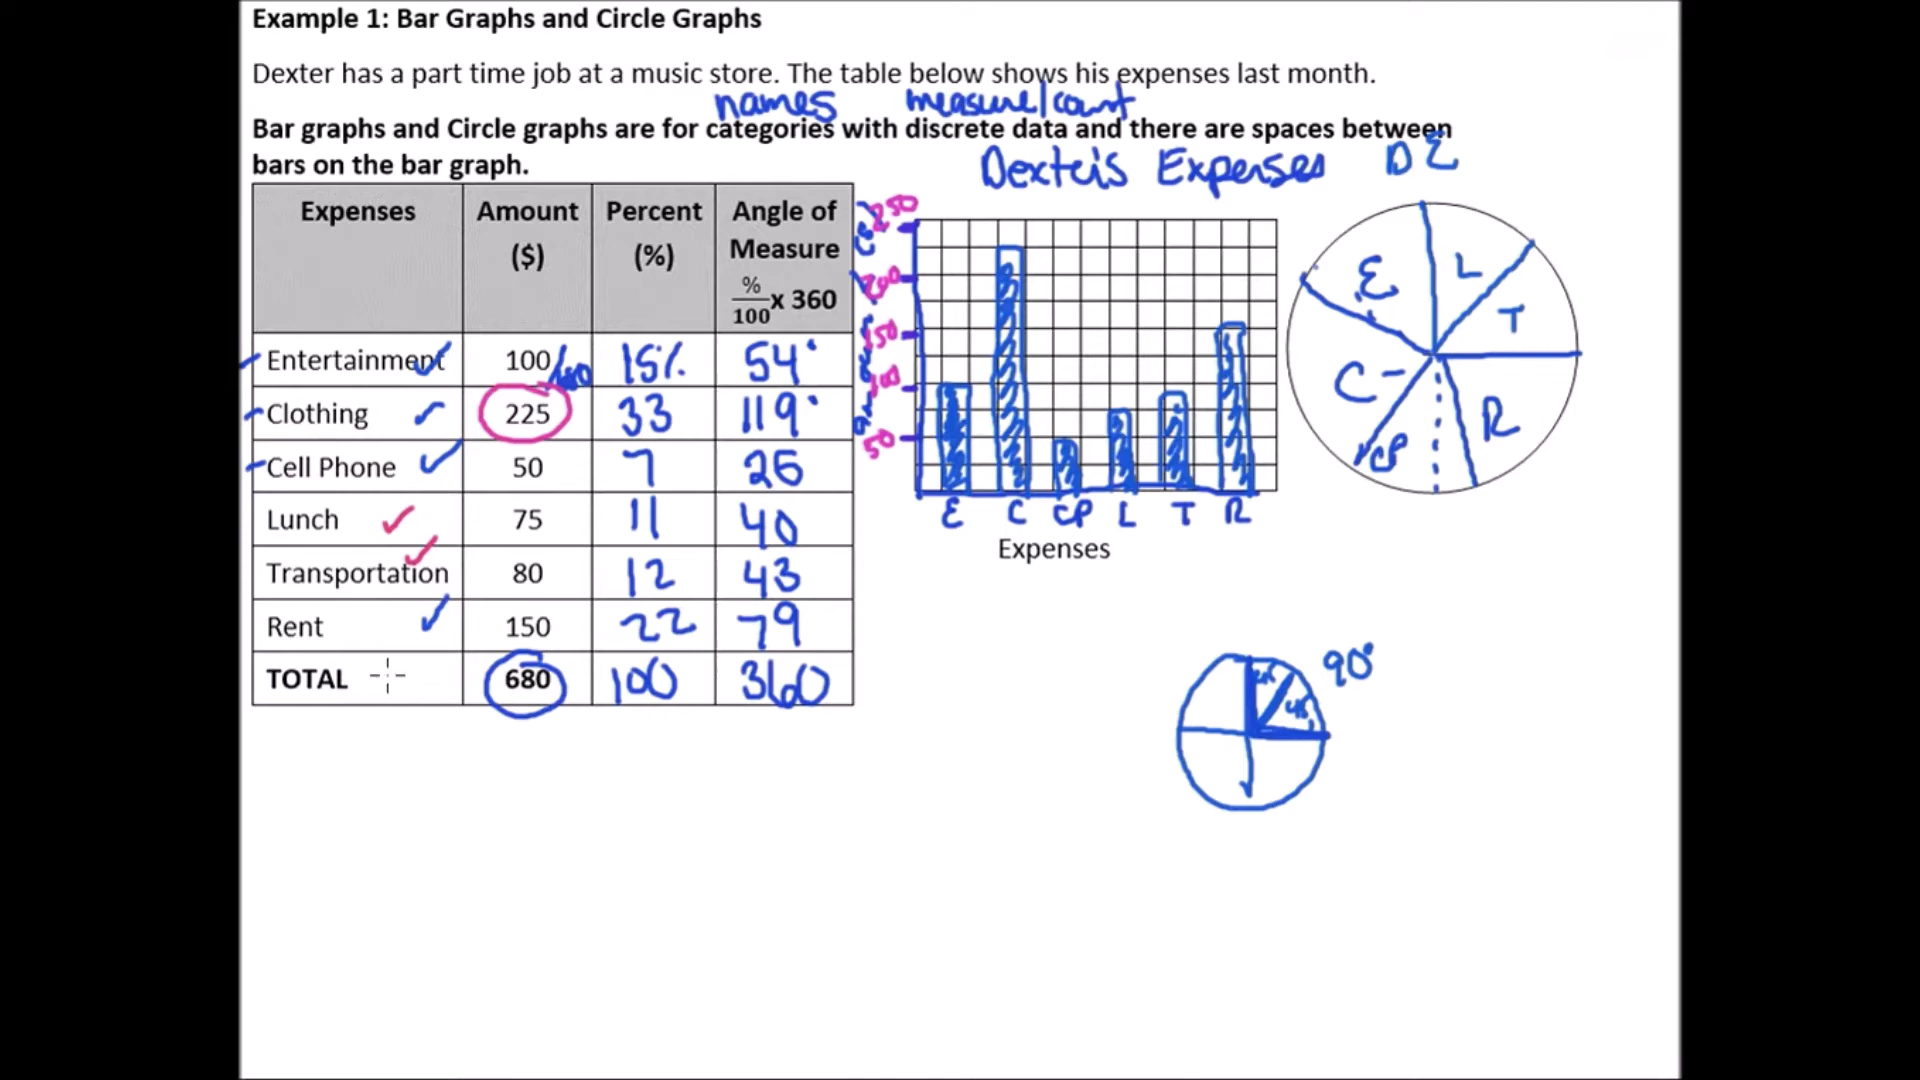 Example 1: Bar Graphs and Circle Graphs
Dexter has a part time job at a music store. The table below shows his expenses last month.
names measure/count
Bar graphs and Circle graphs are for categories with discrete data and there are spaces between
bars on the bar graph.
Dexter's Expenses D E
Expenses Amount ($) Percent (%) Angle of Measure %/100 x 360
Entertainment 100/680 15% 54°
Clothing 225 33 119°
Cell Phone 50 7 26
Lunch 75 11 40
Transportation 80 12 43
Rent 150 22 79
TOTAL 680 100 360
250
200
150
100
50
($)
E C CP L T R
Expenses
E L T R CP C
90°
45